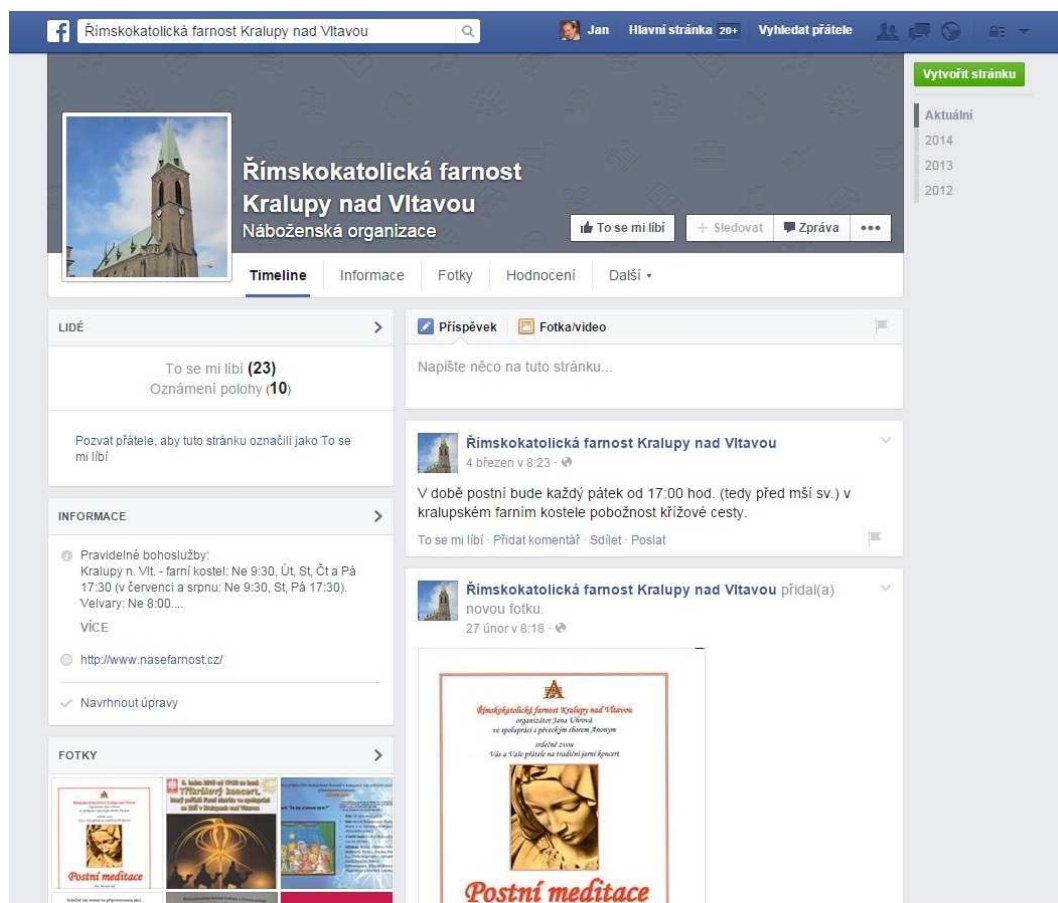 Římskokatolická farnost Kralupy nad Vltavou
Jan
Hlavní stránka 20+
Vyhledat přátele
Vytvořit stránku
Aktuální
2014
2013
2012
Římskokatolická farnost
Kralupy nad Vltavou
Náboženská organizace
To se mi líbí
+ Sledovat
Zpráva
Timeline
Informace
Fotky
Hodnocení
Další
LIDÉ
To se mi líbí (23)
Oznámení polohy (10)
Pozvat přátele, aby tuto stránku označili jako To se
mi líbí
INFORMACE
Pravidelné bohoslužby:
Kralupy n. Vlt. - farní kostel: Ne 9:30, Út, St, Čt a Pá
17:30 (v červenci a srpnu: Ne 9:30, St, Pá 17:30).
Velvary: Ne 8:00....
VÍCE
http://www.nasefarnost.cz/
Navrhnout úpravy
FOTKY
Postní meditace
Tříkrálový koncert,
Příspěvek
Fotka/video
Napište něco na tuto stránku...
Římskokatolická farnost Kralupy nad Vltavou
4 březen v 8:23 ·
V době postní bude každý pátek od 17:00 hod. (tedy před mší sv.) v
kralupském farním kostele pobožnost křížové cesty.
To se mi líbí · Přidat komentář · Sdílet · Poslat
Římskokatolická farnost Kralupy nad Vltavou přidal(a)
novou fotku.
27 únor v 8:18 ·
Římskokatolická farnost Kralupy nad Vltavou
organizátor Jana Uhrová
ve spolupráci s pěveckým sborem Anonym
srdečně zvou
Vás a Vaše přátele na tradiční jarní koncert
Postní meditace